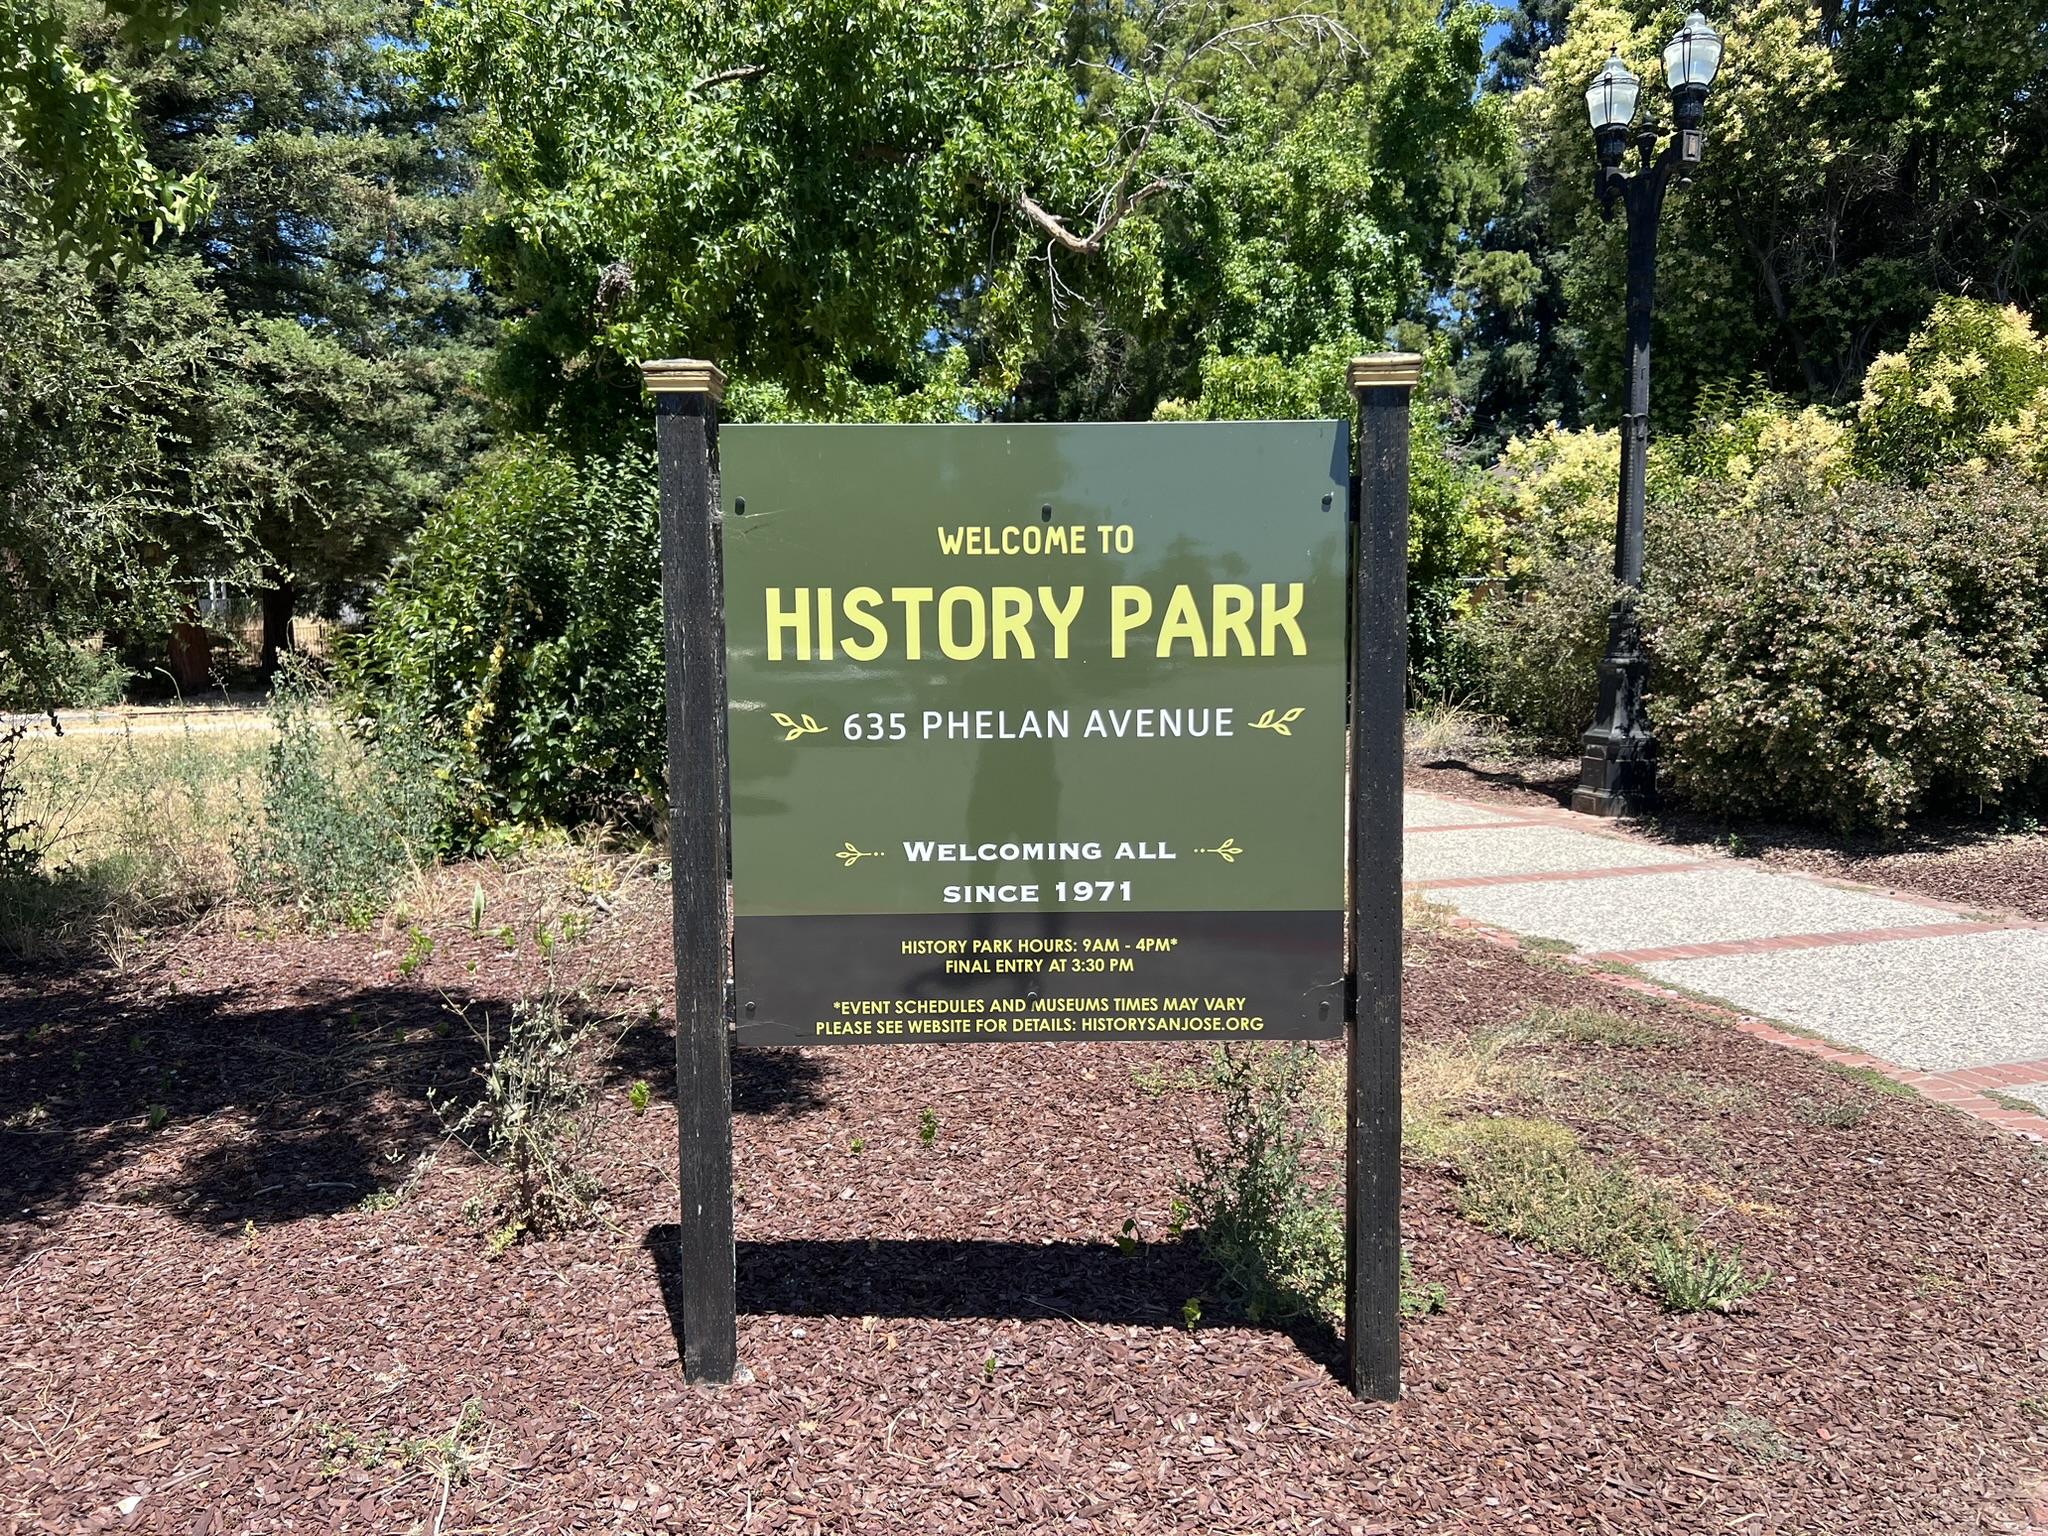 WELCOME TO
HISTORY PARK
635 PHELAN AVENUE
WELCOMING ALL
SINCE 1971
HISTORY PARK HOURS: 9AM - 4PM*
FINAL ENTRY AT 3:30 PM
*EVENT SCHEDULES AND MUSEUMS TIMES MAY VARY
PLEASE SEE WEBSITE FOR DETAILS: HISTORYSANJOSE.ORG